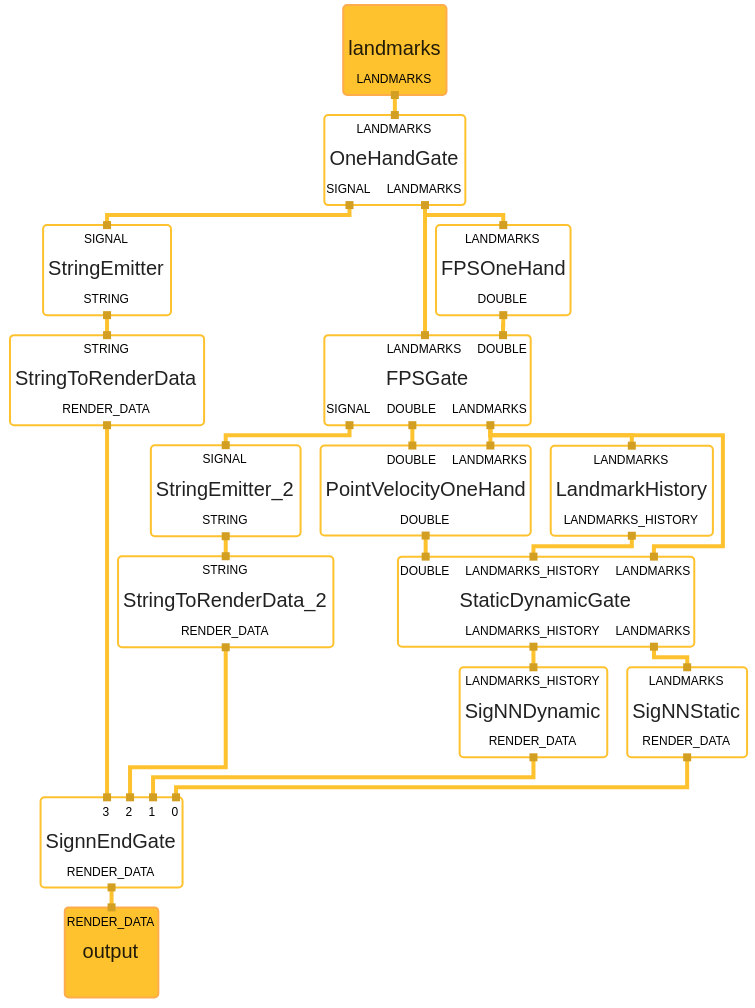 landmarks
LANDMARKS
LANDMARKS
OneHandGate
SIGNAL LANDMARKS
SIGNAL
StringEmitter
STRING
LANDMARKS
FPSOneHand
DOUBLE
STRING
StringToRenderData
RENDER_DATA
LANDMARKS DOUBLE
FPSGate
SIGNAL DOUBLE LANDMARKS
SIGNAL
StringEmitter_2
STRING
DOUBLE LANDMARKS
PointVelocityOneHand
DOUBLE
LANDMARKS
LandmarkHistory
LANDMARKS_HISTORY
STRING
StringToRenderData_2
RENDER_DATA
DOUBLE LANDMARKS_HISTORY LANDMARKS
StaticDynamicGate
LANDMARKS_HISTORY LANDMARKS
LANDMARKS_HISTORY
SigNNDynamic
RENDER_DATA
LANDMARKS
SigNNStatic
RENDER_DATA
3 2 1 0
SignnEndGate
RENDER_DATA
RENDER_DATA
output